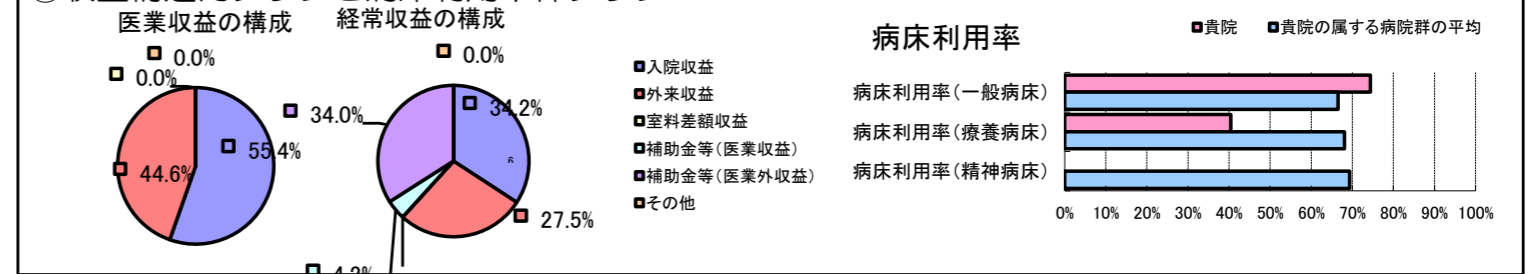 医業収益の構成
経常収益の構成
0.0%
0.0%
44.6%
55.4%
0.0%
34.0%
34.2%
6
27.5%
4.2%
入院収益
外来収益
室料差額収益
補助金等(医業収益)
補助金等(医業外収益)
その他
病床利用率
貴院
貴院の属する病院群の平均
病床利用率(一般病床)
病床利用率(療養病床)
病床利用率(精神病床)
0% 10% 20% 30% 40% 50% 60% 70% 80% 90% 100%